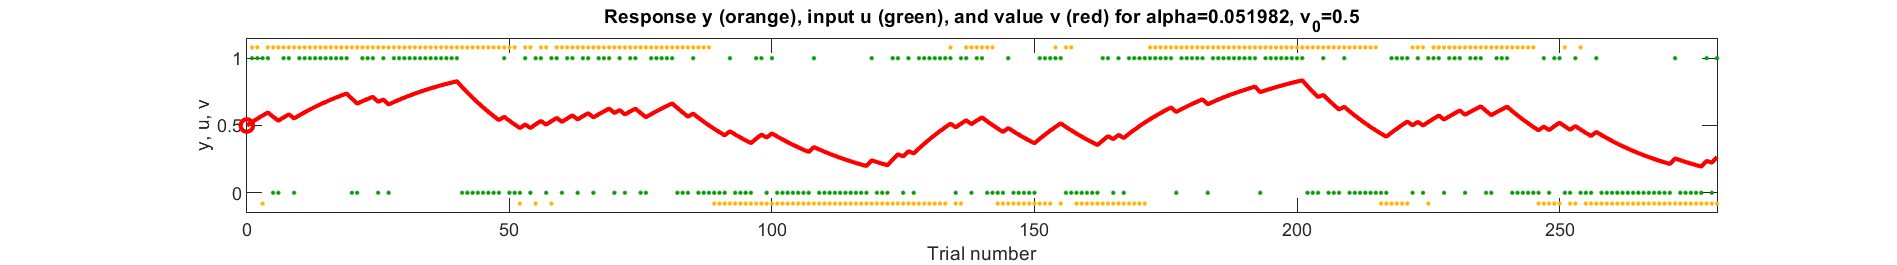 Response y (orange), input u (green), and value v (red) for alpha=0.051982, v0=0.5
y, u, v
1
0.5
0
0 50 100 150 200 250
Trial number